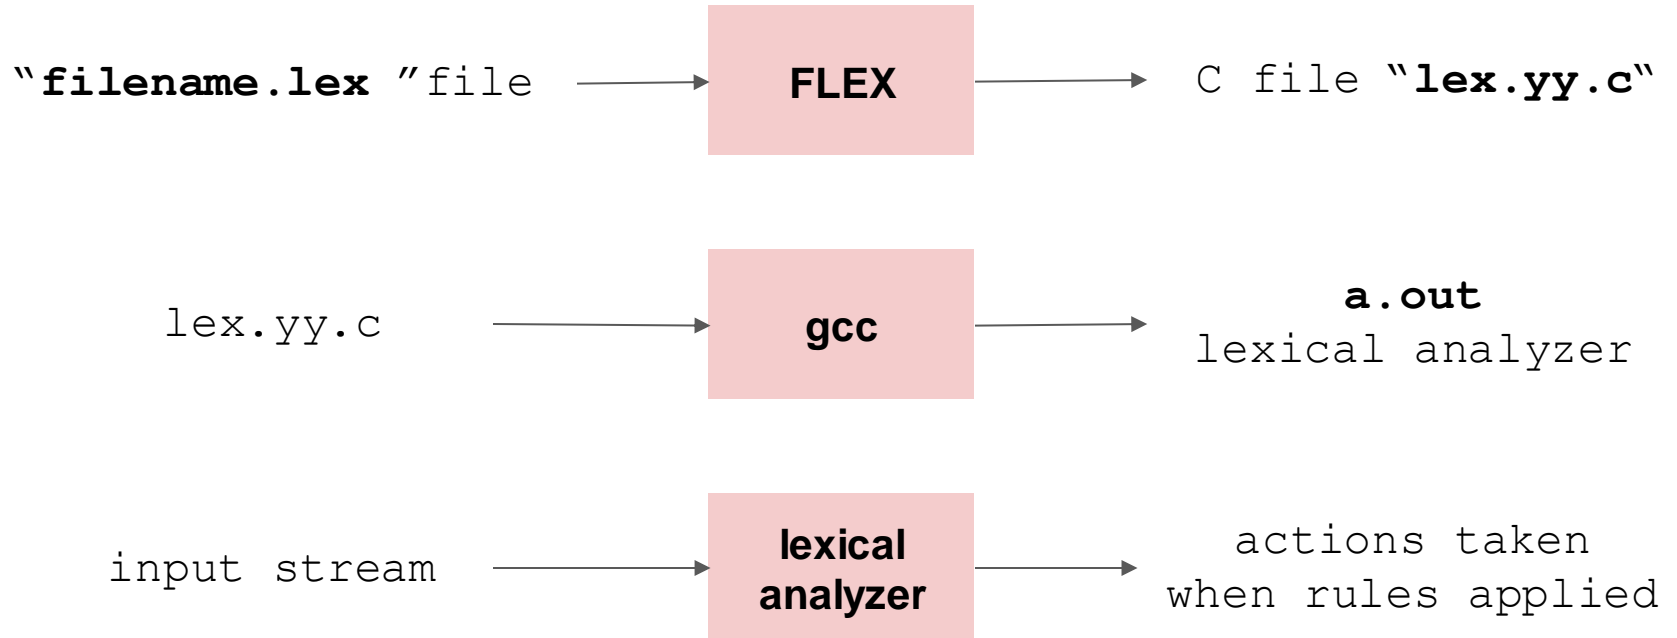 “filename.lex ”file
FLEX
C file “lex.yy.c“
lex.yy.c
gcc
a.out
lexical analyzer
input stream
lexical
analyzer
actions taken
when rules applied